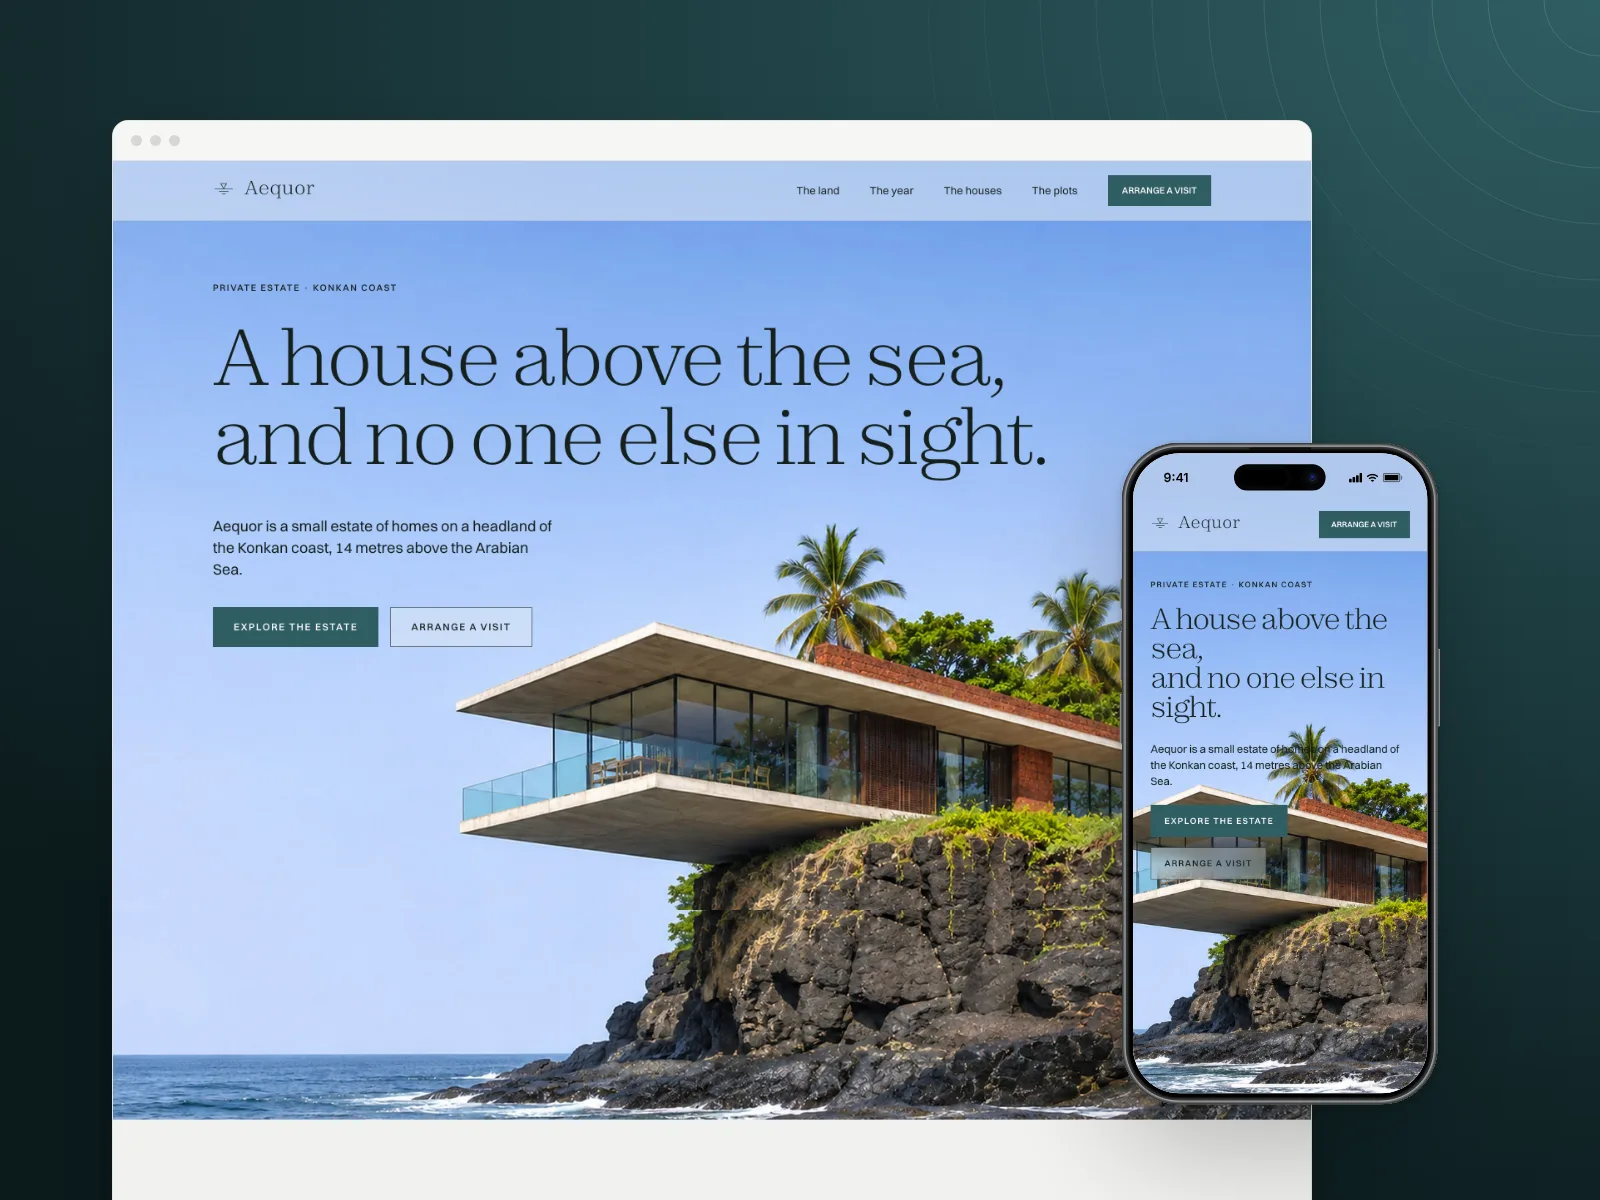 Aequor
The land
The year
The houses
The plots
ARRANGE A VISIT
PRIVATE ESTATE · KONKAN COAST
A house above the sea,
and no one else in sight.
Aequor is a small estate of homes on a headland of
the Konkan coast, 14 metres above the Arabian
Sea.
EXPLORE THE ESTATE
ARRANGE A VISIT
9:41
Aequor
ARRANGE A VISIT
PRIVATE ESTATE · KONKAN COAST
A house above the
sea,
and no one else in
sight.
Aequor is a small estate of homes on a headland of
the Konkan coast, 14 metres above the Arabian
Sea.
EXPLORE THE ESTATE
ARRANGE A VISIT